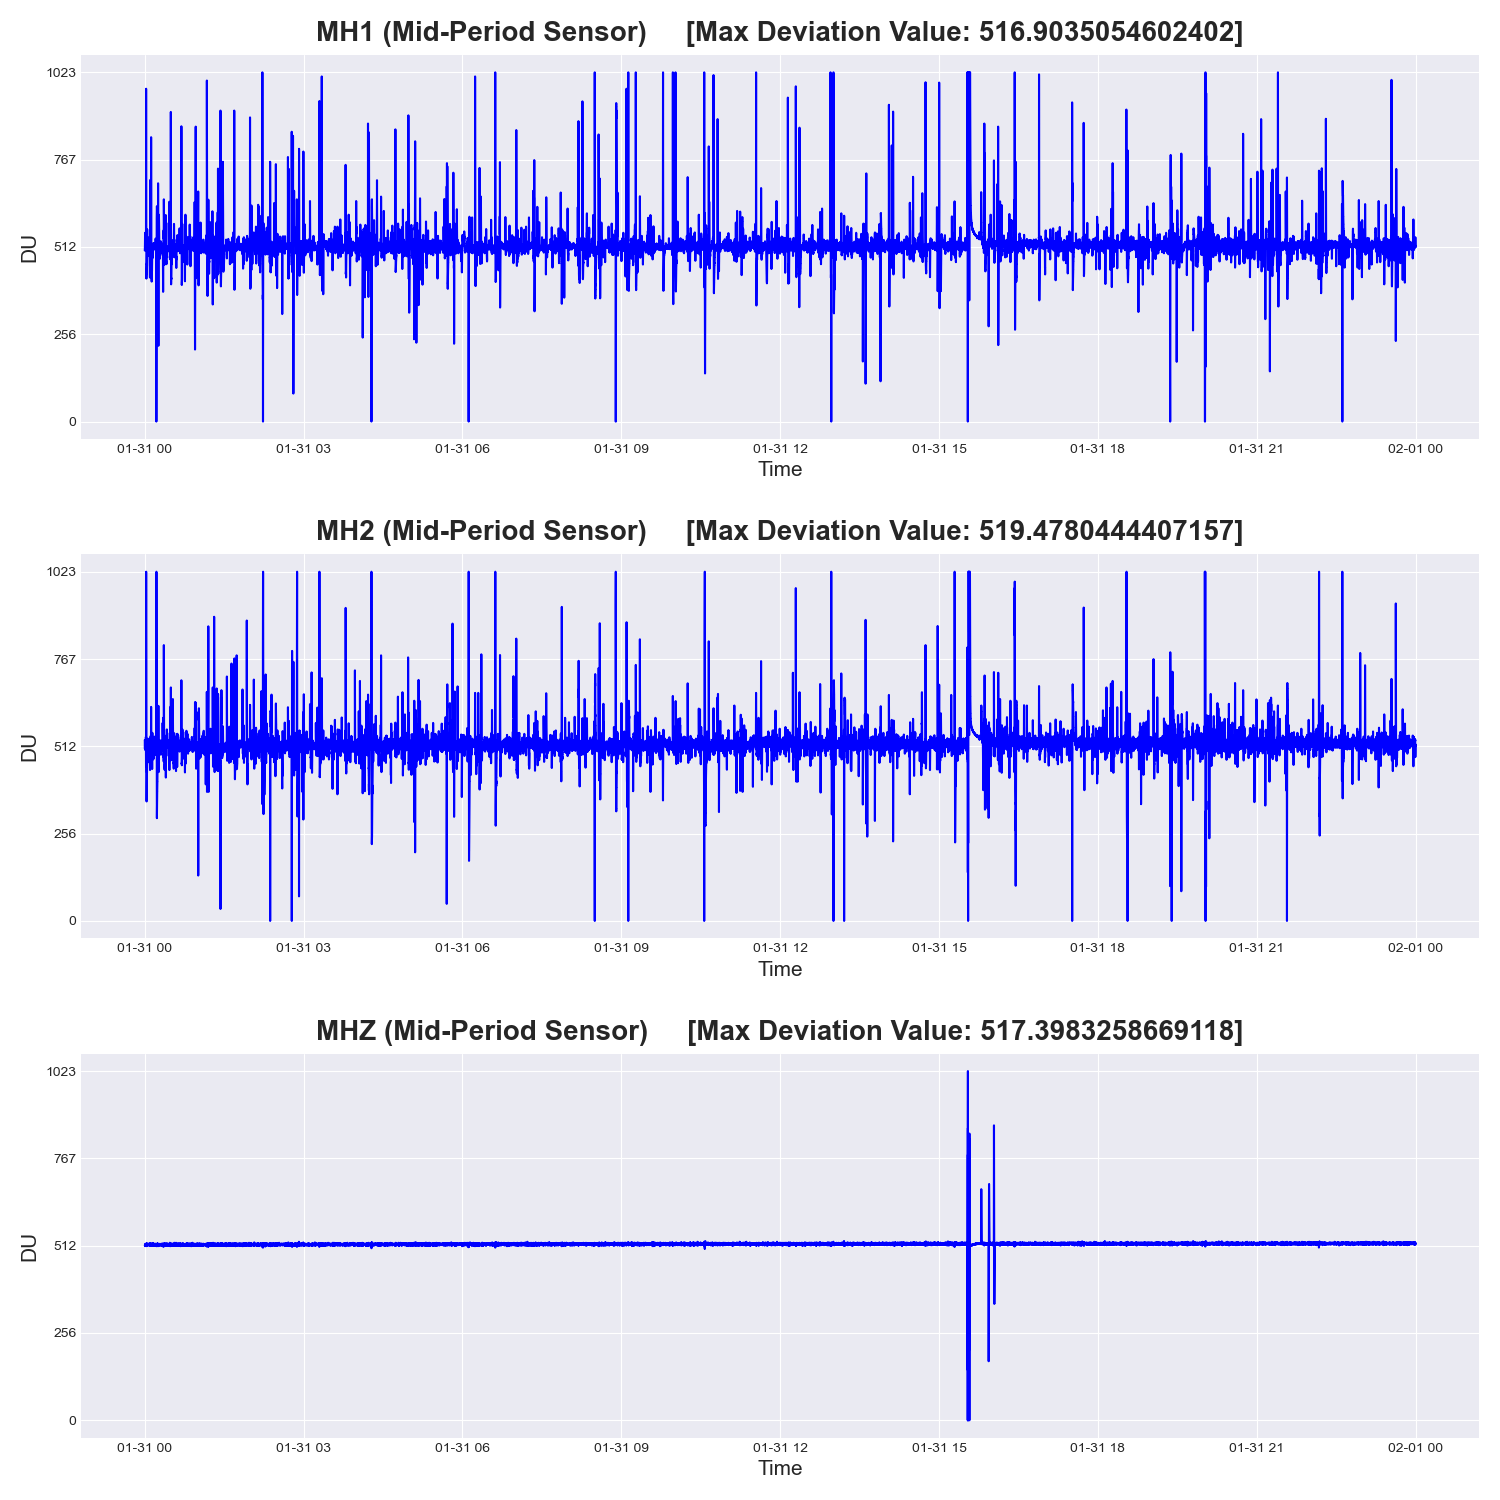 MH1 (Mid-Period Sensor) [Max Deviation Value: 516.9035054602402]
1023
767
512
256
0
DU
01-31 00 01-31 03 01-31 06 01-31 09 01-31 12 01-31 15 01-31 18 01-31 21 02-01 00
Time
MH2 (Mid-Period Sensor) [Max Deviation Value: 519.4780444407157]
1023
767
512
256
0
DU
01-31 00 01-31 03 01-31 06 01-31 09 01-31 12 01-31 15 01-31 18 01-31 21 02-01 00
Time
MHZ (Mid-Period Sensor) [Max Deviation Value: 517.3983258669118]
1023
767
512
256
0
DU
01-31 00 01-31 03 01-31 06 01-31 09 01-31 12 01-31 15 01-31 18 01-31 21 02-01 00
Time